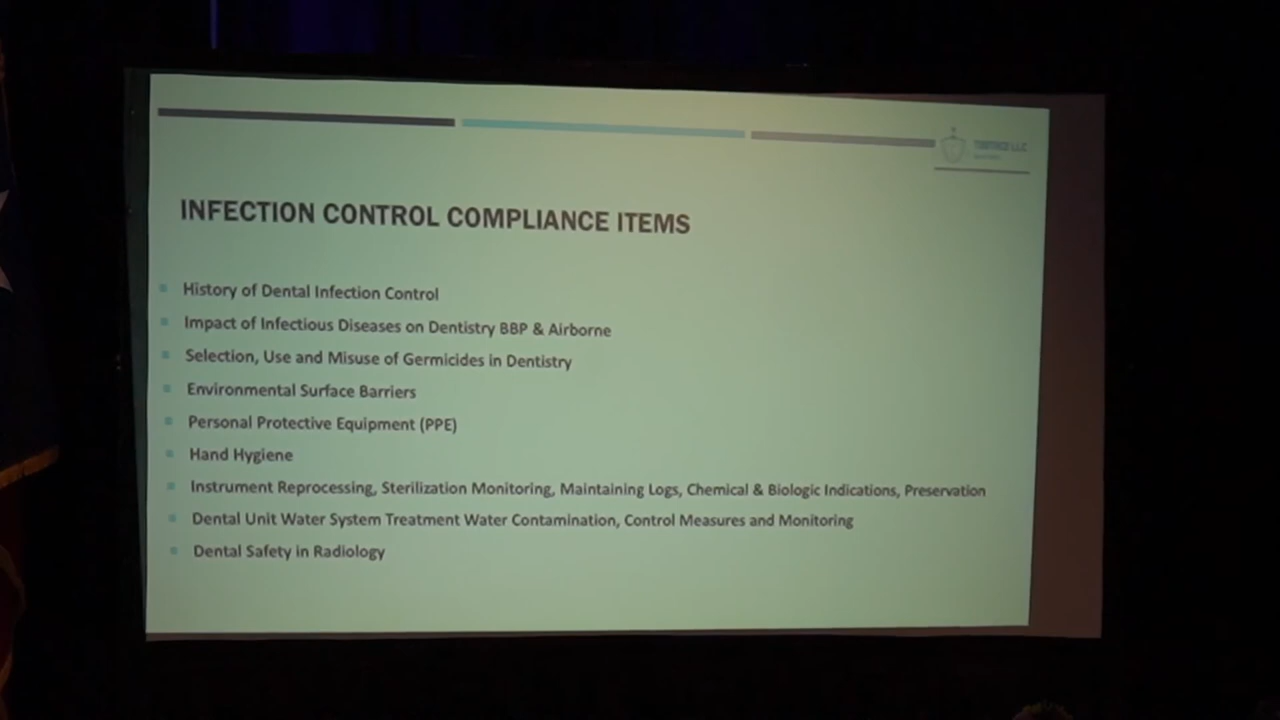 INFECTION CONTROL COMPLIANCE ITEMS
History of Dental Infection Control
Impact of Infectious Diseases on Dentistry BBP & Airborne
Selection, Use and Misuse of Germicides in Dentistry
Environmental Surface Barriers
Personal Protective Equipment (PPE)
Hand Hygiene
Instrument Reprocessing, Sterilization Monitoring, Maintaining Logs, Chemical & Biologic Indications, Preservation
Dental Unit Water System Treatment Water Contamination, Control Measures and Monitoring
Dental Safety in Radiology